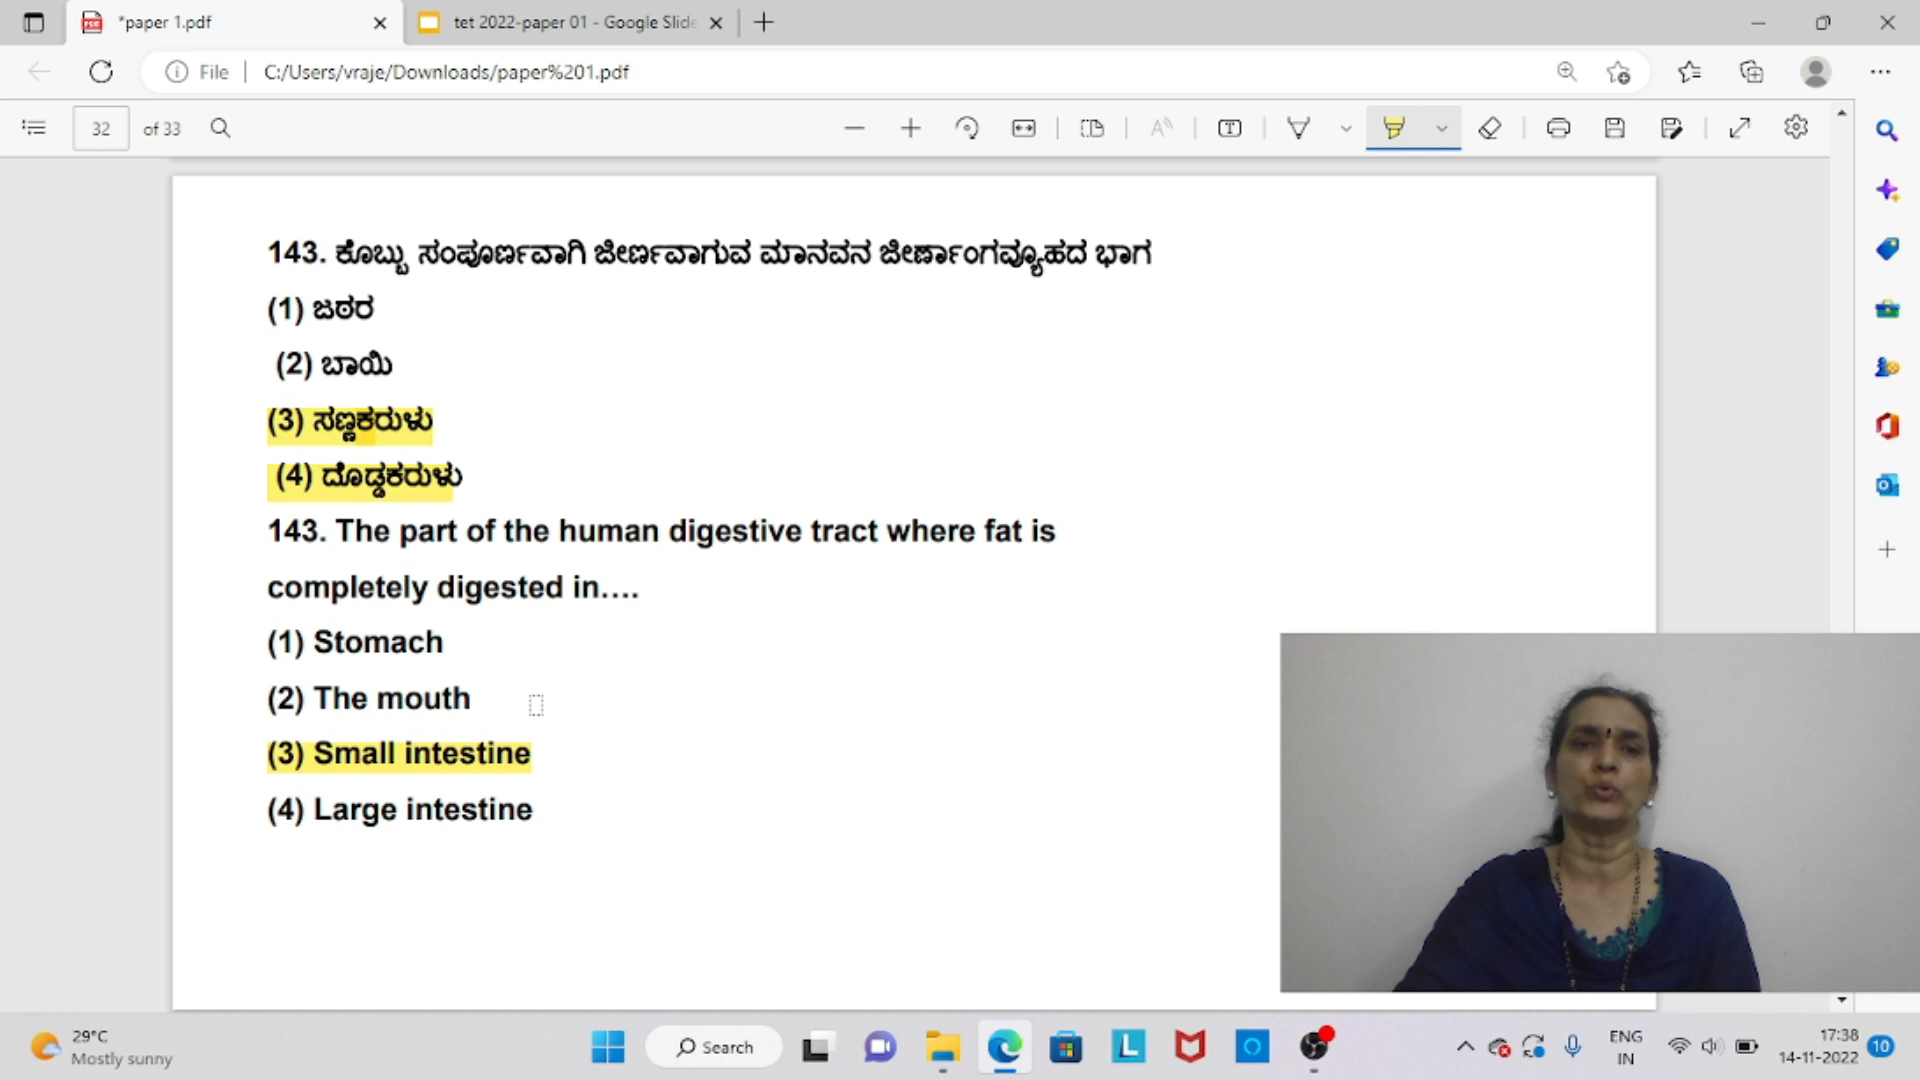 *paper 1.pdf
tet 2022-paper 01 - Google Slide
File
C:/Users/vraje/Downloads/paper%201.pdf
32 of 33
143. ಕೊಬ್ಬು ಸಂಪೂರ್ಣವಾಗಿ ಜೀರ್ಣವಾಗುವ ಮಾನವನ ಜೀರ್ಣಾಂಗವ್ಯೂಹದ ಭಾಗ
(1) ಜಠರ
(2) ಬಾಯಿ
(3) ಸಣ್ಣಕರುಳು
(4) ದೊಡ್ಡಕರುಳು
143. The part of the human digestive tract where fat is
completely digested in....
(1) Stomach
(2) The mouth
(3) Small intestine
(4) Large intestine
29°C
Mostly sunny
Search
ENG
IN
17:38
14-11-2022
10